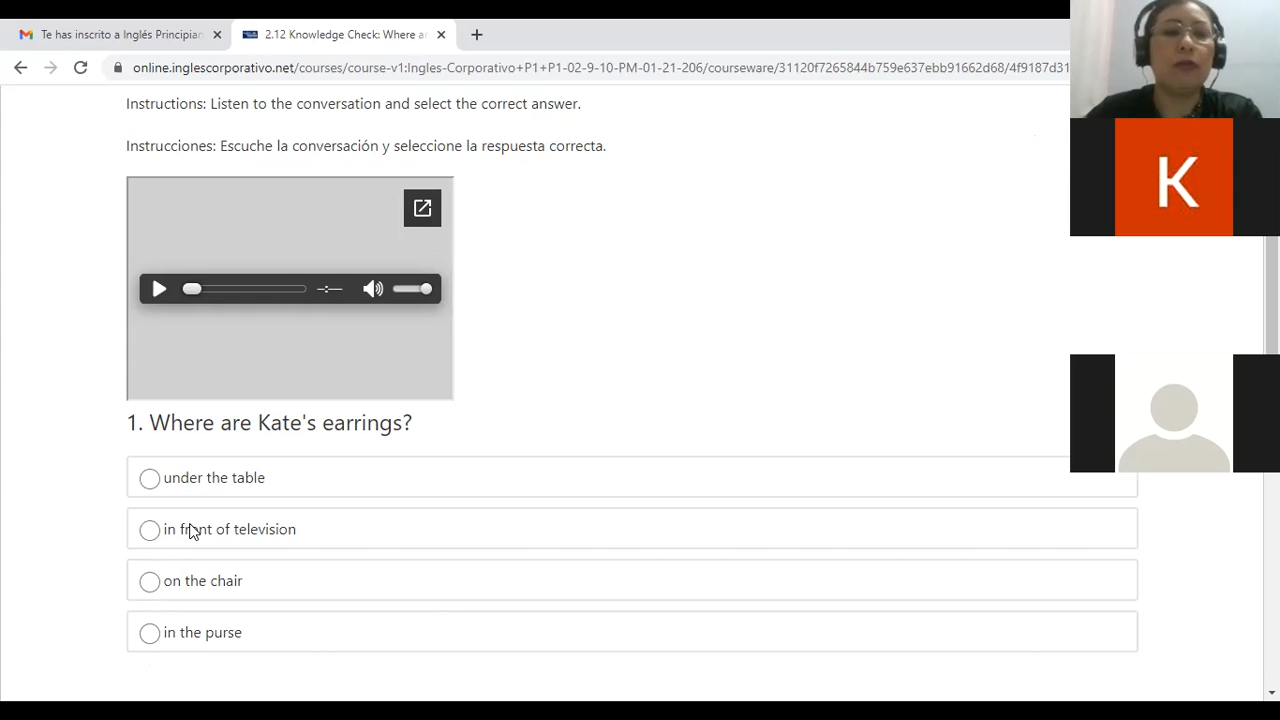 Te has inscrito a Inglés Principian
2.12 Knowledge Check: Where a
online.inglescorporativo.net/courses/course-v1:Ingles-Corporativo+P1+P1-02-9-10-PM-01-21-206/courseware/31120f7265844b759e637ebb91662d68/4f9187d31
Instructions: Listen to the conversation and select the correct answer.
Instrucciones: Escuche la conversación y seleccione la respuesta correcta.
K
-:--
1. Where are Kate's earrings?
under the table
in front of television
on the chair
in the purse